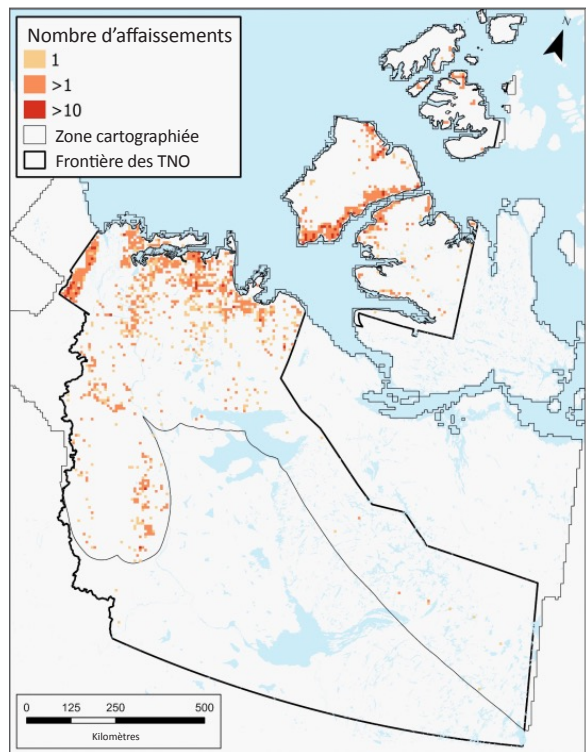 Nombre d'affaissements
1
>1
>10
Zone cartographiée
Frontière des TNO
N
0 125 250 500
Kilomètres